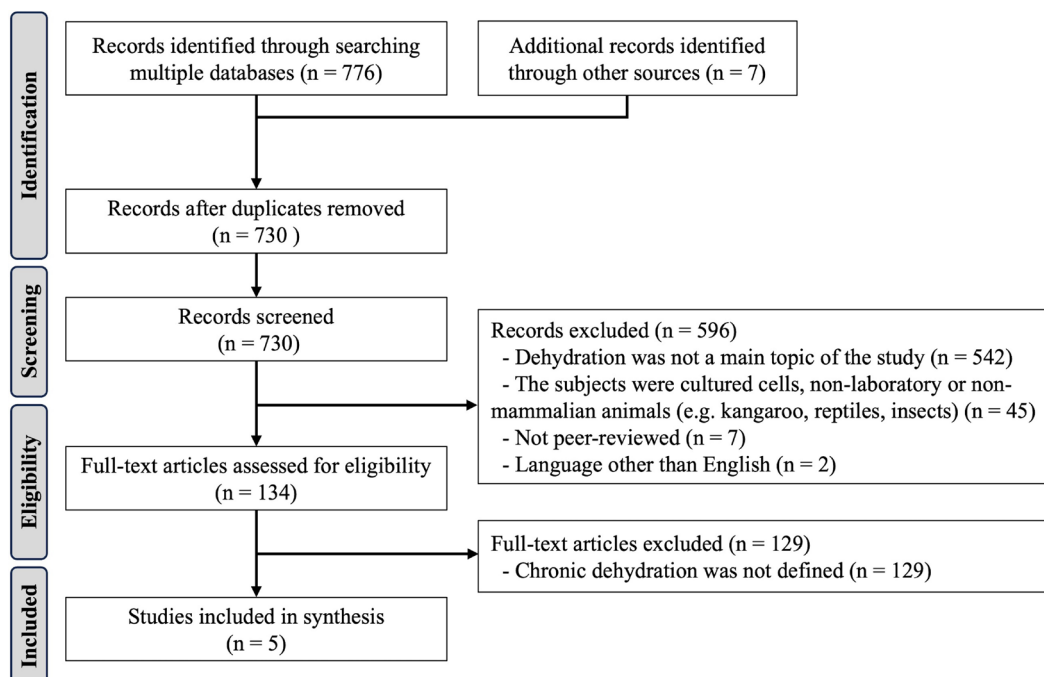 Identification
Records identified through searching
multiple databases (n = 776)
Additional records identified
through other sources (n = 7)
Records after duplicates removed
(n = 730 )
Screening
Records screened
(n = 730)
Records excluded (n = 596)
- Dehydration was not a main topic of the study (n = 542)
- The subjects were cultured cells, non-laboratory or non-
mammalian animals (e.g. kangaroo, reptiles, insects) (n = 45)
- Not peer-reviewed (n = 7)
- Language other than English (n = 2)
Eligibility
Full-text articles assessed for eligibility
(n = 134)
Full-text articles excluded (n = 129)
- Chronic dehydration was not defined (n = 129)
Included
Studies included in synthesis
(n = 5)